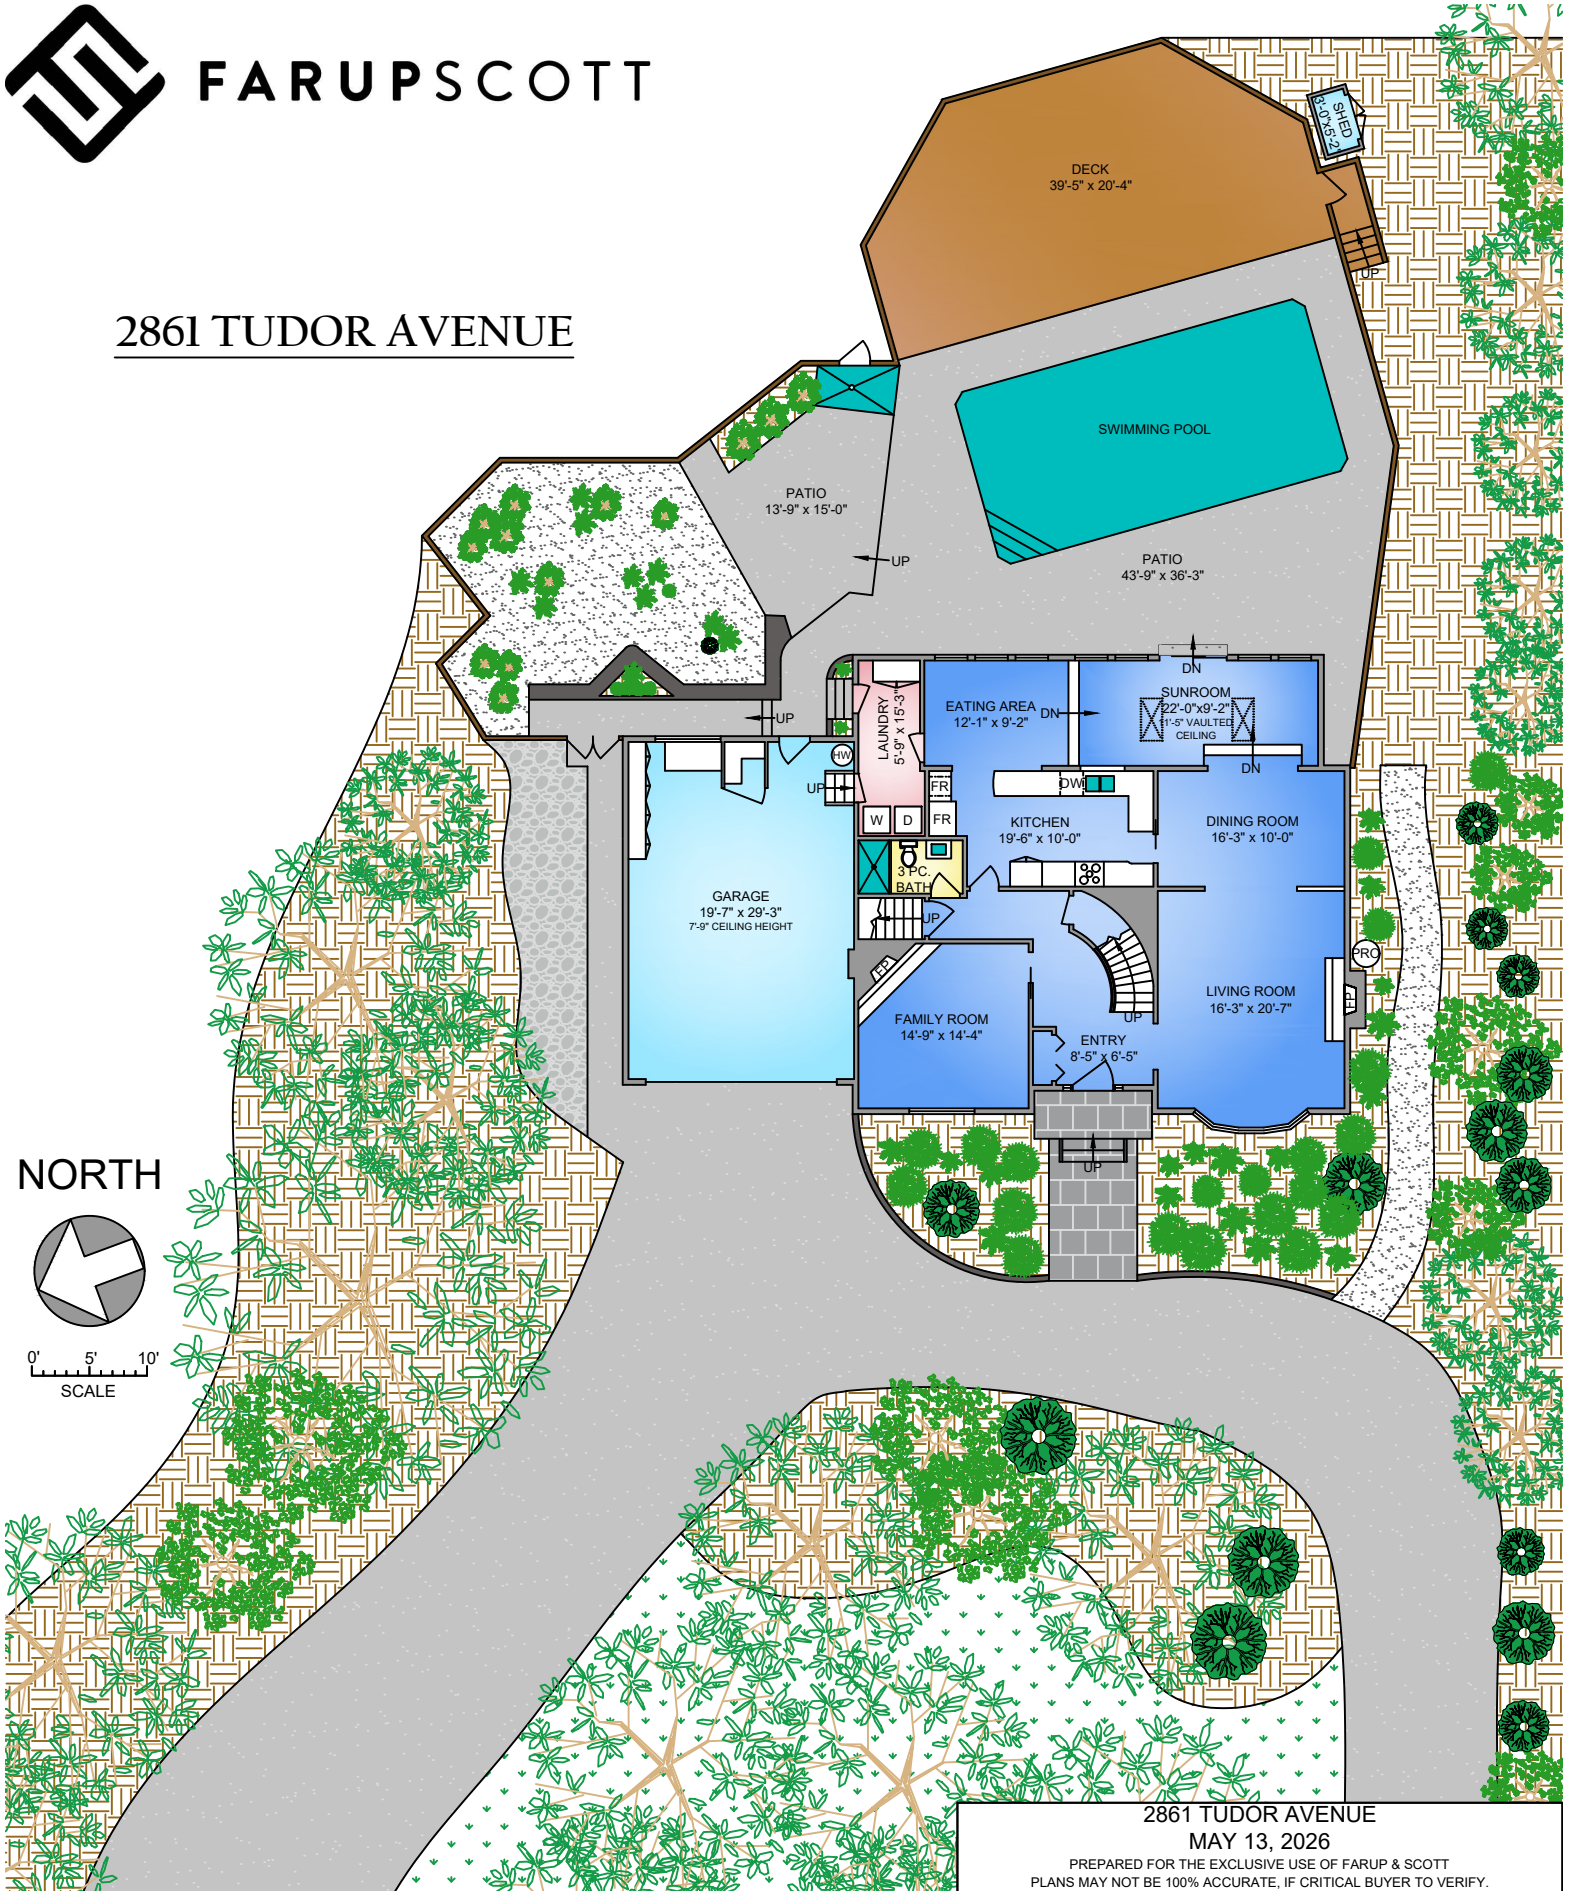 FARUPSCOTT
2861 TUDOR AVENUE
SHED
3'-0"x5'-2"
DECK
39'-5" x 20'-4"
UP
SWIMMING POOL
PATIO
13'-9" x 15'-0"
UP
PATIO
43'-9" x 36'-3"
DN
LAUNDRY
5'-9" x 15'-3"
EATING AREA
12'-1" x 9'-2"
DN
SUNROOM
22'-0"x9'-2"
11'-5" VAULTED
CEILING
UP
HW
DN
UP
FR
DW
W
D
FR
KITCHEN
19'-6" x 10'-0"
DINING ROOM
16'-3" x 10'-0"
3 PC.
BATH
GARAGE
19'-7" x 29'-3"
7'-9" CEILING HEIGHT
UP
FP
PRO
LIVING ROOM
16'-3" x 20'-7"
FP
FAMILY ROOM
14'-9" x 14'-4"
UP
ENTRY
8'-5" x 6'-5"
UP
NORTH
0' 5' 10'
SCALE
2861 TUDOR AVENUE
MAY 13, 2026
PREPARED FOR THE EXCLUSIVE USE OF FARUP & SCOTT
PLANS MAY NOT BE 100% ACCURATE, IF CRITICAL BUYER TO VERIFY.